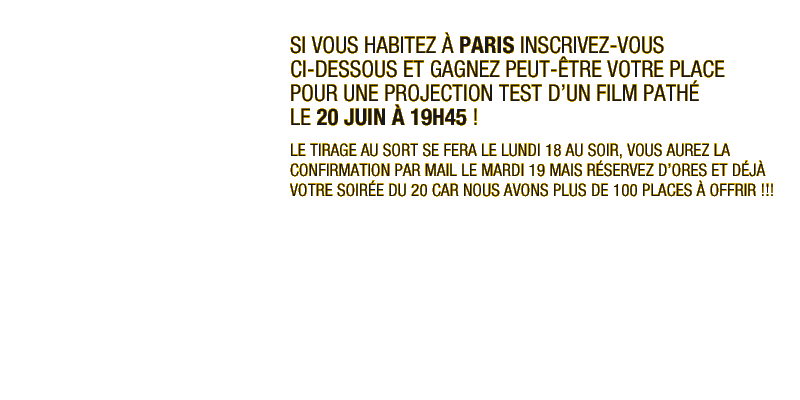 SI VOUS HABITEZ À PARIS INSCRIVEZ-VOUS
CI-DESSOUS ET GAGNEZ PEUT-ÊTRE VOTRE PLACE
POUR UNE PROJECTION TEST D'UN FILM PATHÉ
LE 20 JUIN À 19H45 !
LE TIRAGE AU SORT SE FERA LE LUNDI 18 AU SOIR, VOUS AUREZ LA
CONFIRMATION PAR MAIL LE MARDI 19 MAIS RÉSERVEZ D'ORES ET DÉJÀ
VOTRE SOIRÉE DU 20 CAR NOUS AVONS PLUS DE 100 PLACES À OFFRIR !!!